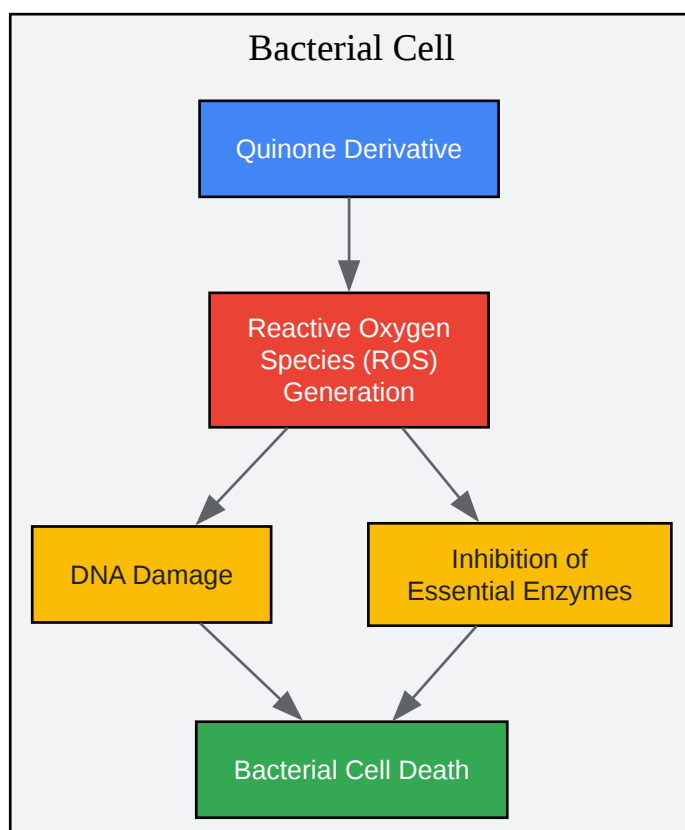 Bacterial Cell
Quinone Derivative
Reactive Oxygen
Species (ROS)
Generation
DNA Damage
Inhibition of
Essential Enzymes
Bacterial Cell Death